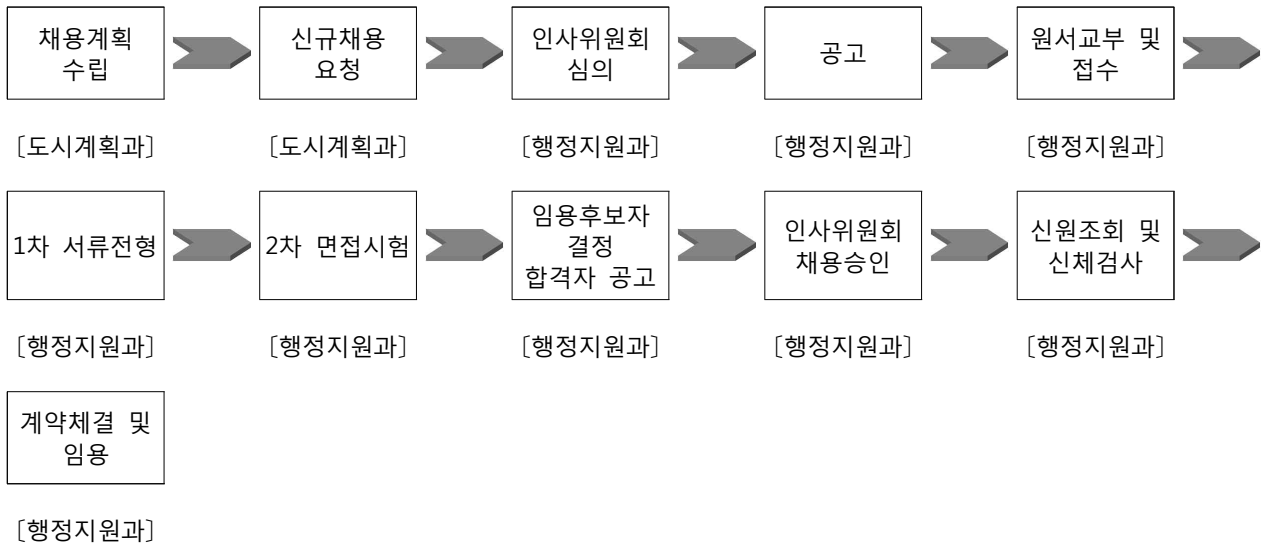 채용계획
수립
신규채용
요청
인사위원회
심의
공고
원서교부 및
접수
[도시계획과]
[도시계획과]
[행정지원과]
[행정지원과]
[행정지원과]
1차 서류전형
2차 면접시험
임용후보자
결정
합격자 공고
인사위원회
채용승인
신원조회 및
신체검사
[행정지원과]
[행정지원과]
[행정지원과]
[행정지원과]
[행정지원과]
계약체결 및
임용
[행정지원과]